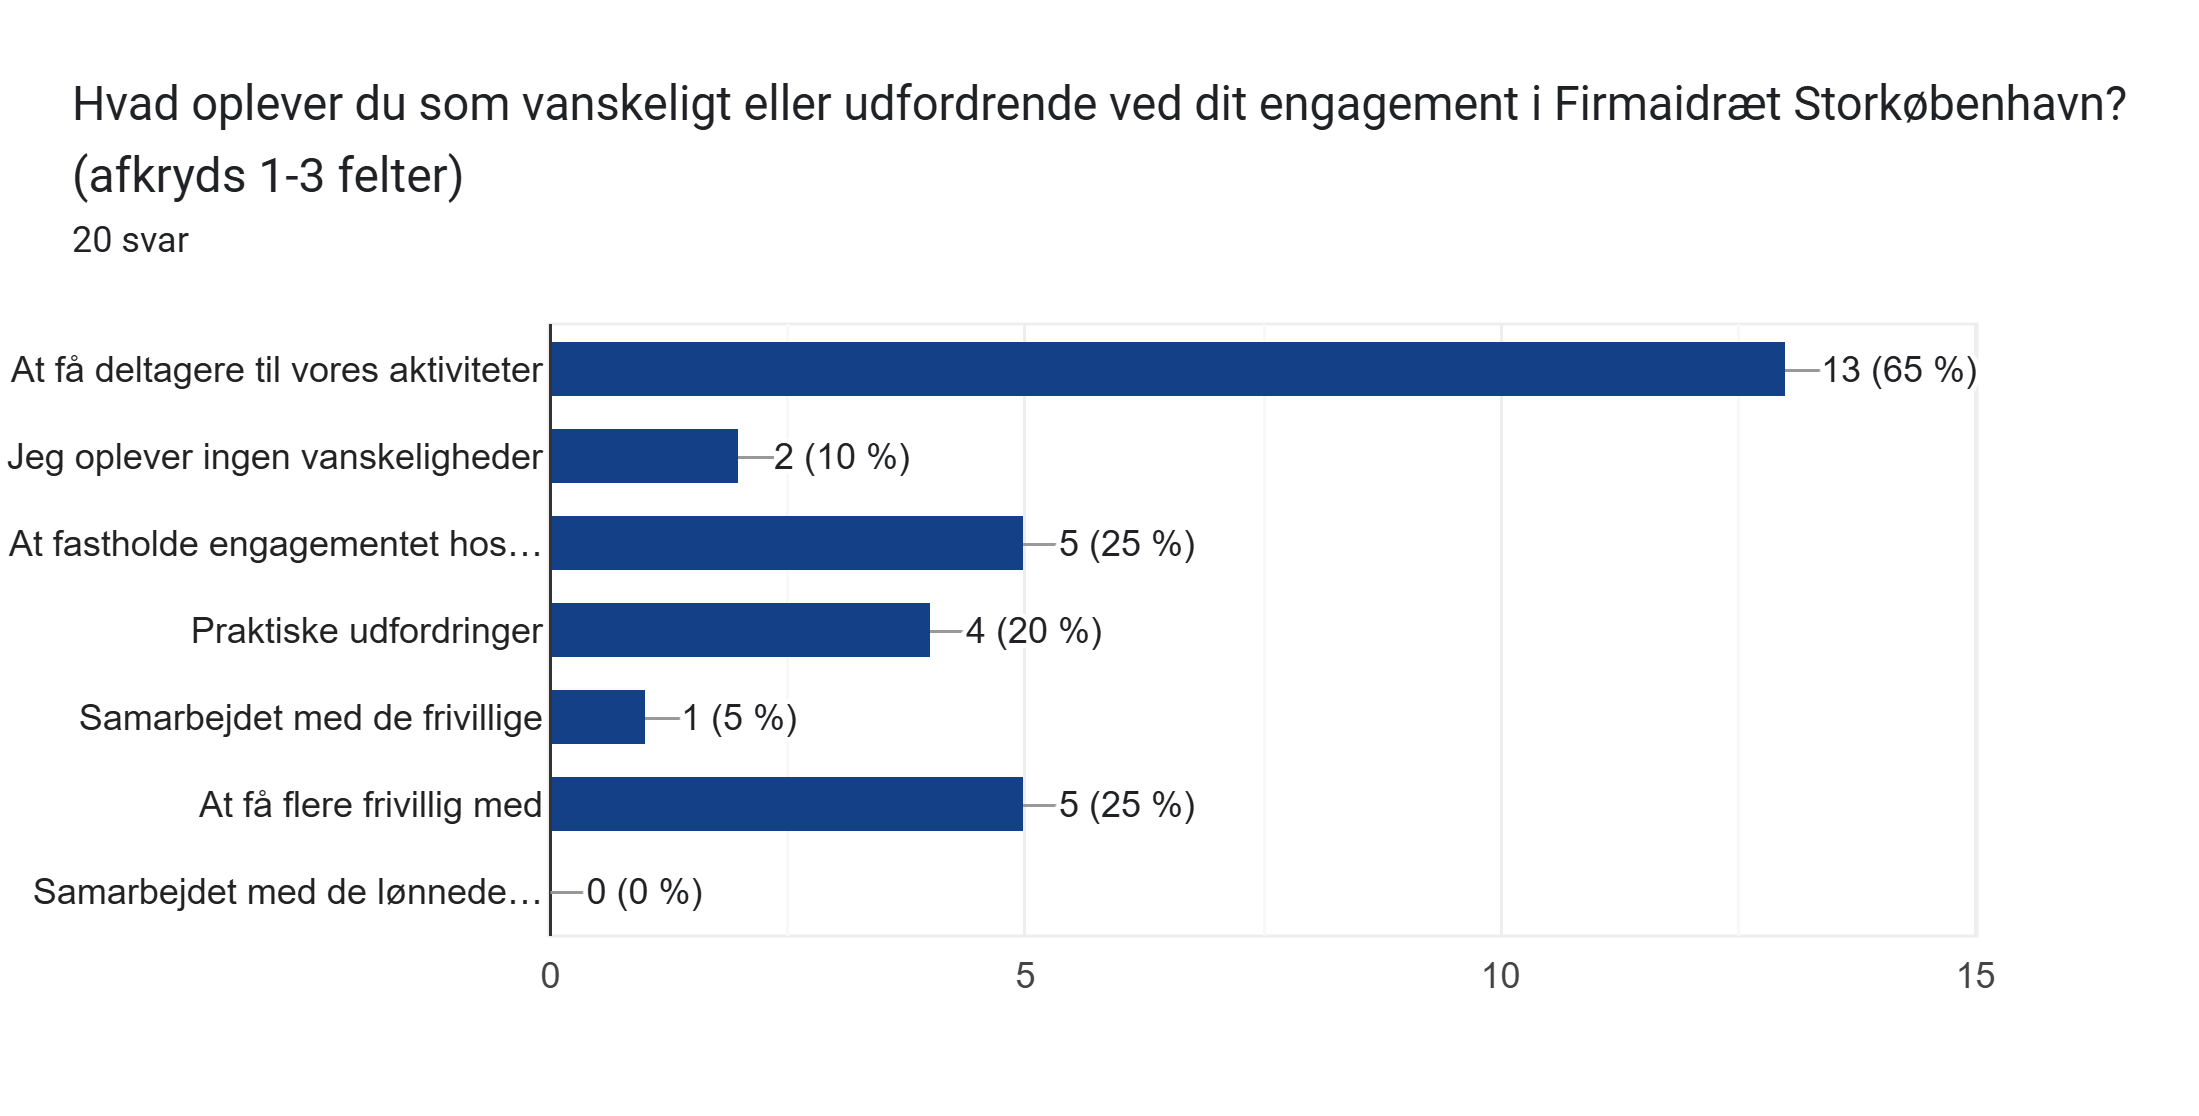 Hvad oplever du som vanskeligt eller udfordrende ved dit engagement i Firmaidræt Storkøbenhavn?
(afkryds 1-3 felter)
20 svar
At få deltagere til vores aktiviteter 13 (65 %)
Jeg oplever ingen vanskeligheder 2 (10 %)
At fastholde engagementet hos… 5 (25 %)
Praktiske udfordringer 4 (20 %)
Samarbejdet med de frivillige 1 (5 %)
At få flere frivillig med 5 (25 %)
Samarbejdet med de lønnede… 0 (0 %)
0 5 10 15